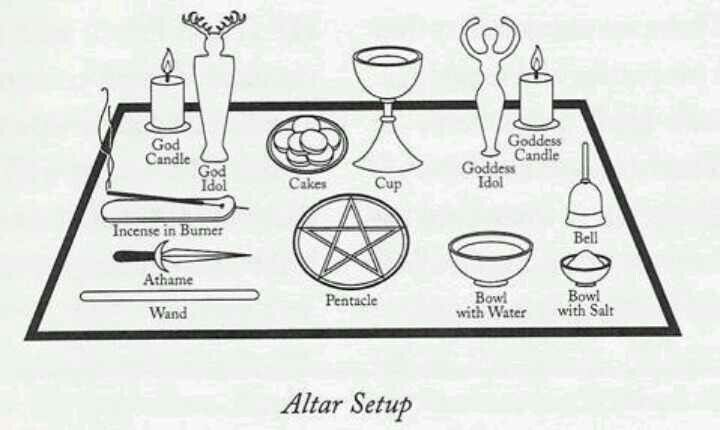 God
Candle
God
Idol
Cakes
Cup
Goddess
Idol
Goddess
Candle
Incense in Burner
Bell
Athame
Wand
Pentacle
Bowl
with Water
Bowl
with Salt
Altar Setup